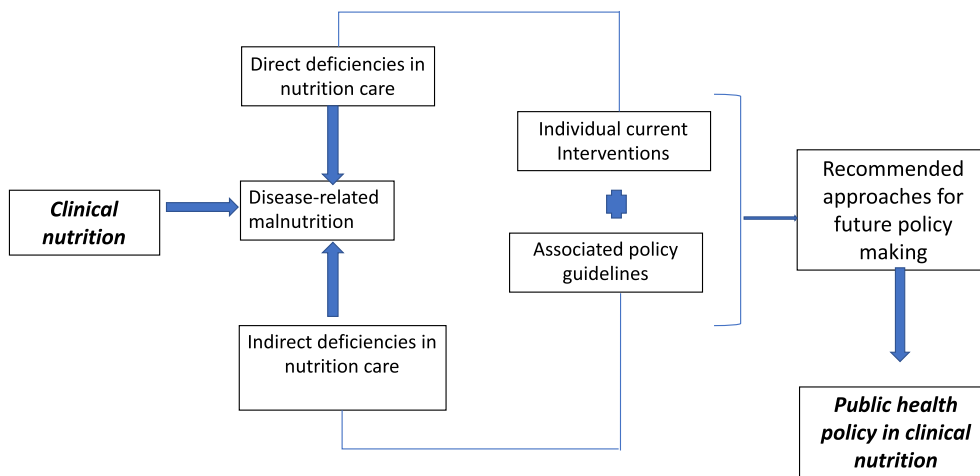 Direct deficiencies in
nutrition care
Individual current
Interventions
Recommended
approaches for
future policy
making
Disease-related
malnutrition
Clinical
nutrition
Associated policy
guidelines
Indirect deficiencies in
nutrition care
Public health
policy in clinical
nutrition